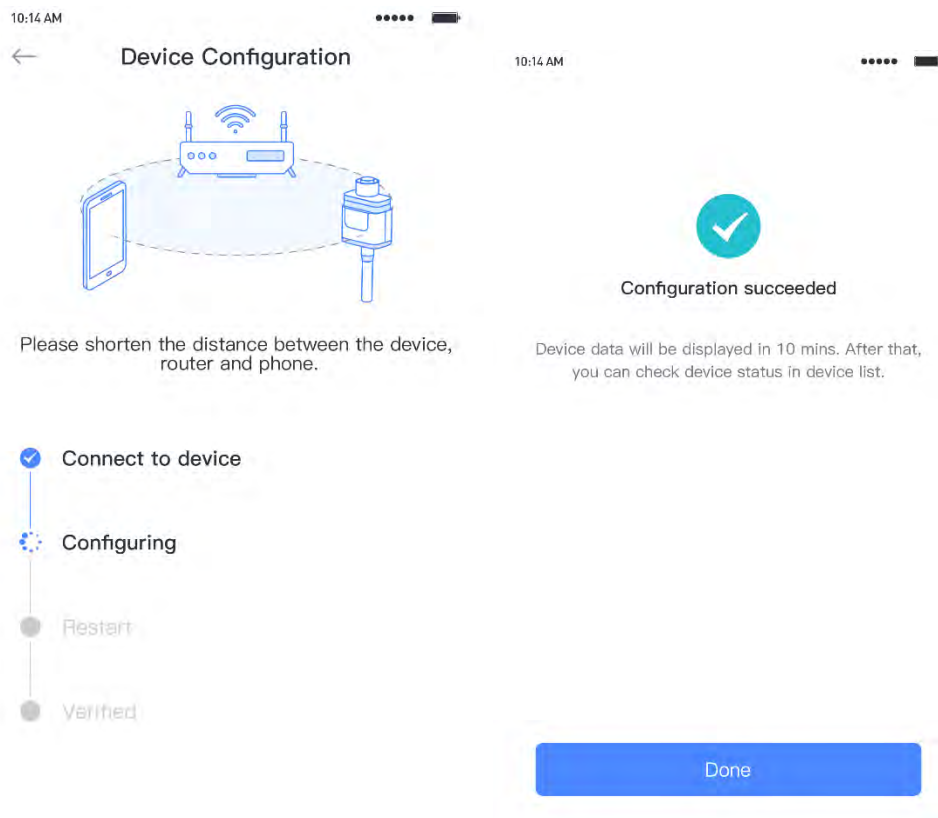 10:14 AM
Device Configuration
Please shorten the distance between the device,
router and phone.
Connect to device
Configuring
Restart
Verified
10:14 AM
Configuration succeeded
Device data will be displayed in 10 mins. After that,
you can check device status in device list.
Done